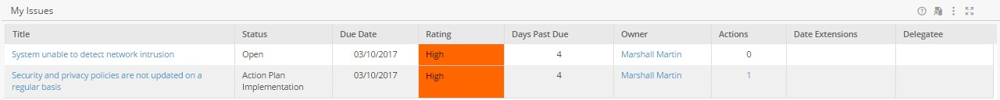 My Issues
Title Status Due Date Rating Days Past Due Owner Actions Date Extensions Delegatee
System unable to detect network intrusion Open 03/10/2017 High 4 Marshall Martin 0
Security and privacy policies are not updated on a Action Plan 03/10/2017 High 4 Marshall Martin 1
regular basis Implementation